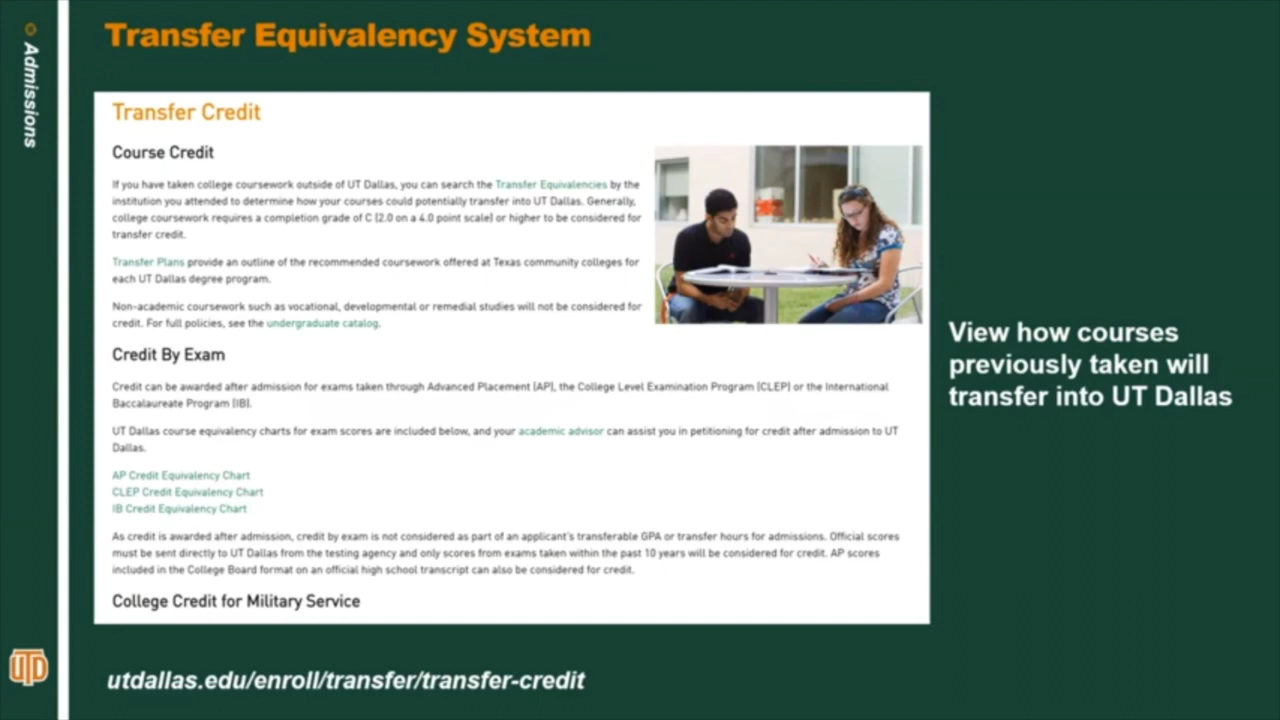 Admissions
Transfer Equivalency System
Transfer Credit
Course Credit
If you have taken college coursework outside of UT Dallas, you can search the Transfer Equivalencies by the
institution you attended to determine how your courses could potentially transfer into UT Dallas. Generally,
college coursework requires a completion grade of C (2.0 on a 4.0 point scale) or higher to be considered for
transfer credit.
Transfer Plans provide an outline of the recommended coursework offered at Texas community colleges for
each UT Dallas degree program.
Non-academic coursework such as vocational, developmental or remedial studies will not be considered for
credit. For full policies, see the undergraduate catalog.
Credit By Exam
Credit can be awarded after admission for exams taken through Advanced Placement (AP), the College Level Examination Program (CLEP) or the International
Baccalaureate Program (IB).
UT Dallas course equivalency charts for exam scores are included below, and your academic advisor can assist you in petitioning for credit after admission to UT
Dallas.
AP Credit Equivalency Chart
CLEP Credit Equivalency Chart
IB Credit Equivalency Chart
As credit is awarded after admission, credit by exam is not considered as part of an applicant's transferable GPA or transfer hours for admissions. Official scores
must be sent directly to UT Dallas from the testing agency and only scores from exams taken within the past 10 years will be considered for credit. AP scores
included in the College Board format on an official high school transcript can also be considered for credit.
College Credit for Military Service
View how courses
previously taken will
transfer into UT Dallas
UTD
utdallas.edu/enroll/transfer/transfer-credit